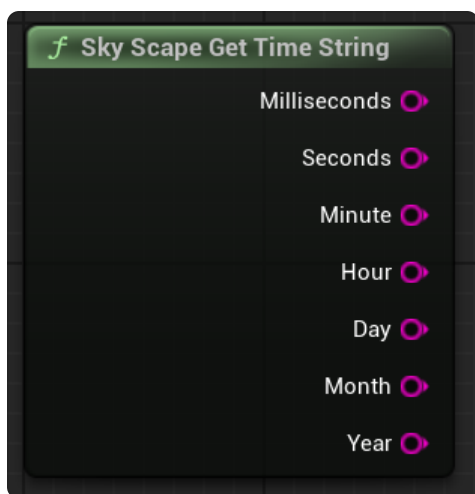 f Sky Scape Get Time String
Milliseconds
Seconds
Minute
Hour
Day
Month
Year